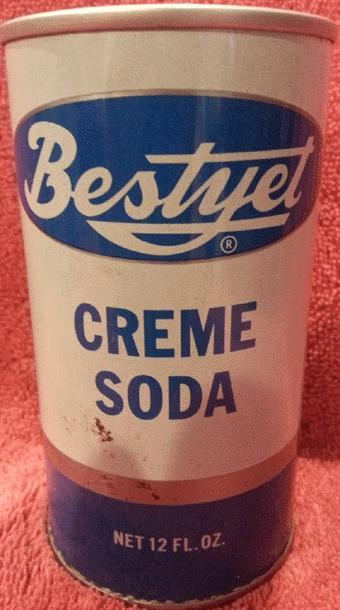 Bestyet
®
CREME
SODA
NET 12 FL. OZ.